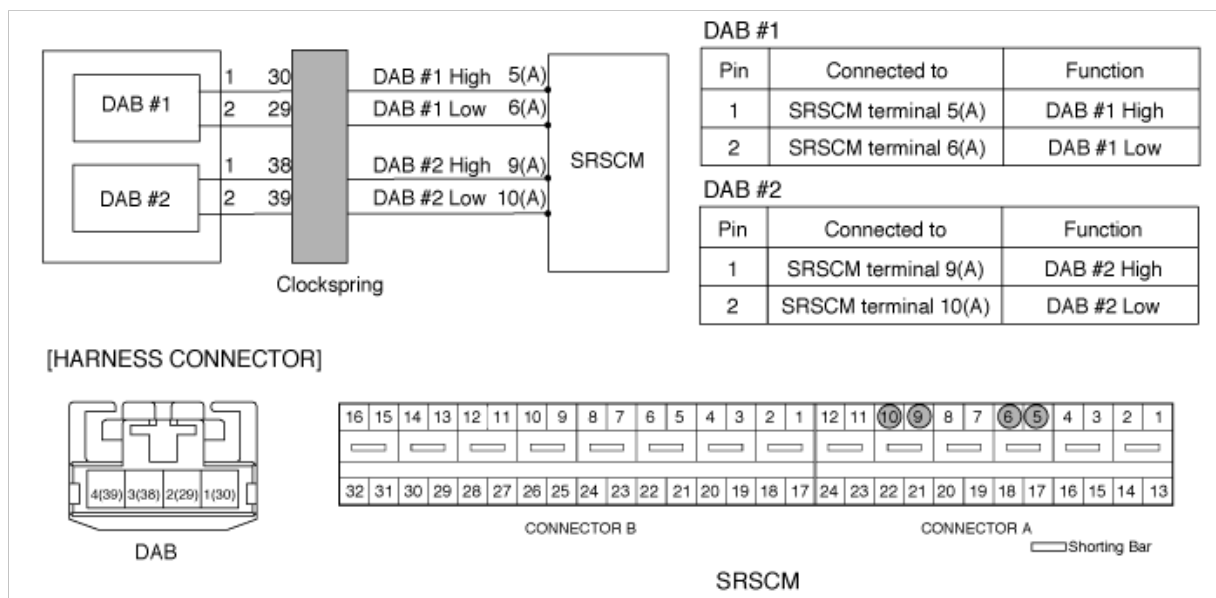 DAB #1
1 30 DAB #1 High 5(A)
2 29 DAB #1 Low 6(A)
DAB #2
1 38 DAB #2 High 9(A)
2 39 DAB #2 Low 10(A)
SRSCM
Clockspring
DAB #1
Pin Connected to Function
1 SRSCM terminal 5(A) DAB #1 High
2 SRSCM terminal 6(A) DAB #1 Low
DAB #2
Pin Connected to Function
1 SRSCM terminal 9(A) DAB #2 High
2 SRSCM terminal 10(A) DAB #2 Low
[HARNESS CONNECTOR]
4(39) 3(38) 2(29) 1(30)
DAB
16 15 14 13 12 11 10 9 8 7 6 5 4 3 2 1 12 11 10 9 8 7 6 5 4 3 2 1
32 31 30 29 28 27 26 25 24 23 22 21 20 19 18 17 24 23 22 21 20 19 18 17 16 15 14 13
CONNECTOR B CONNECTOR A
Shorting Bar
SRSCM